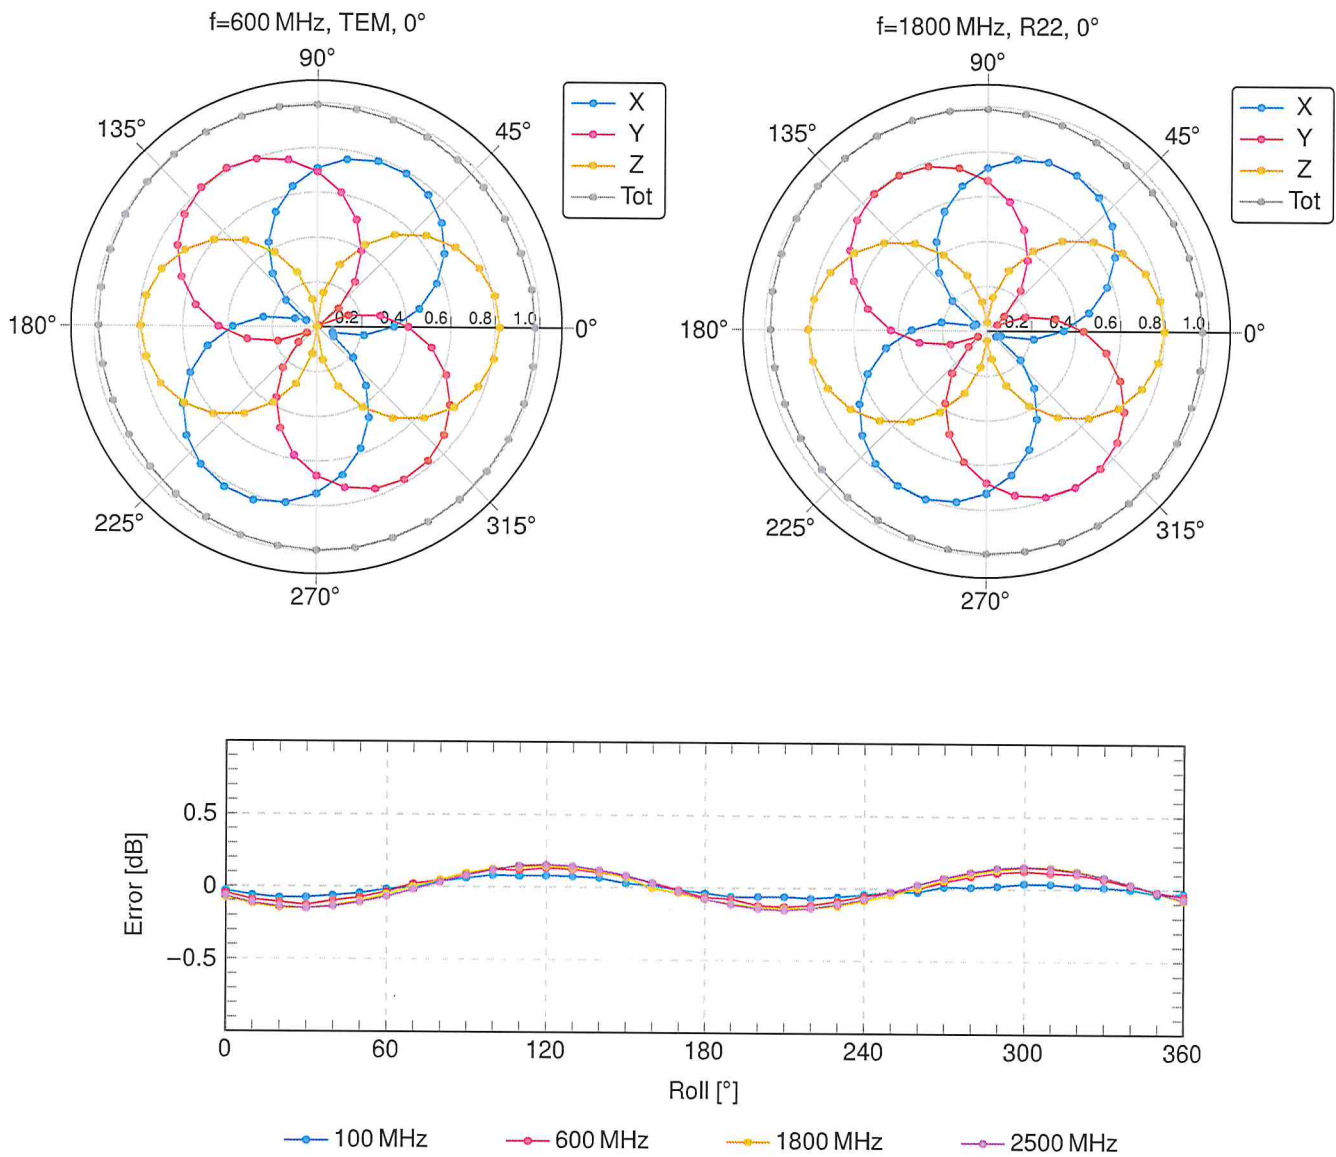 f=600 MHz, TEM, 0°
f=1800 MHz, R22, 0°
90°
90°
X
Y
Z
Tot
X
Y
Z
Tot
135°
45°
135°
45°
180°
0.2 0.4 0.6 0.8 1.0
0°
180°
0.2 0.4 0.6 0.8 1.0
0°
225°
315°
225°
315°
270°
270°
Error [dB]
0.5
0
−0.5
0 60 120 180 240 300 360
Roll [°]
100 MHz 600 MHz 1800 MHz 2500 MHz